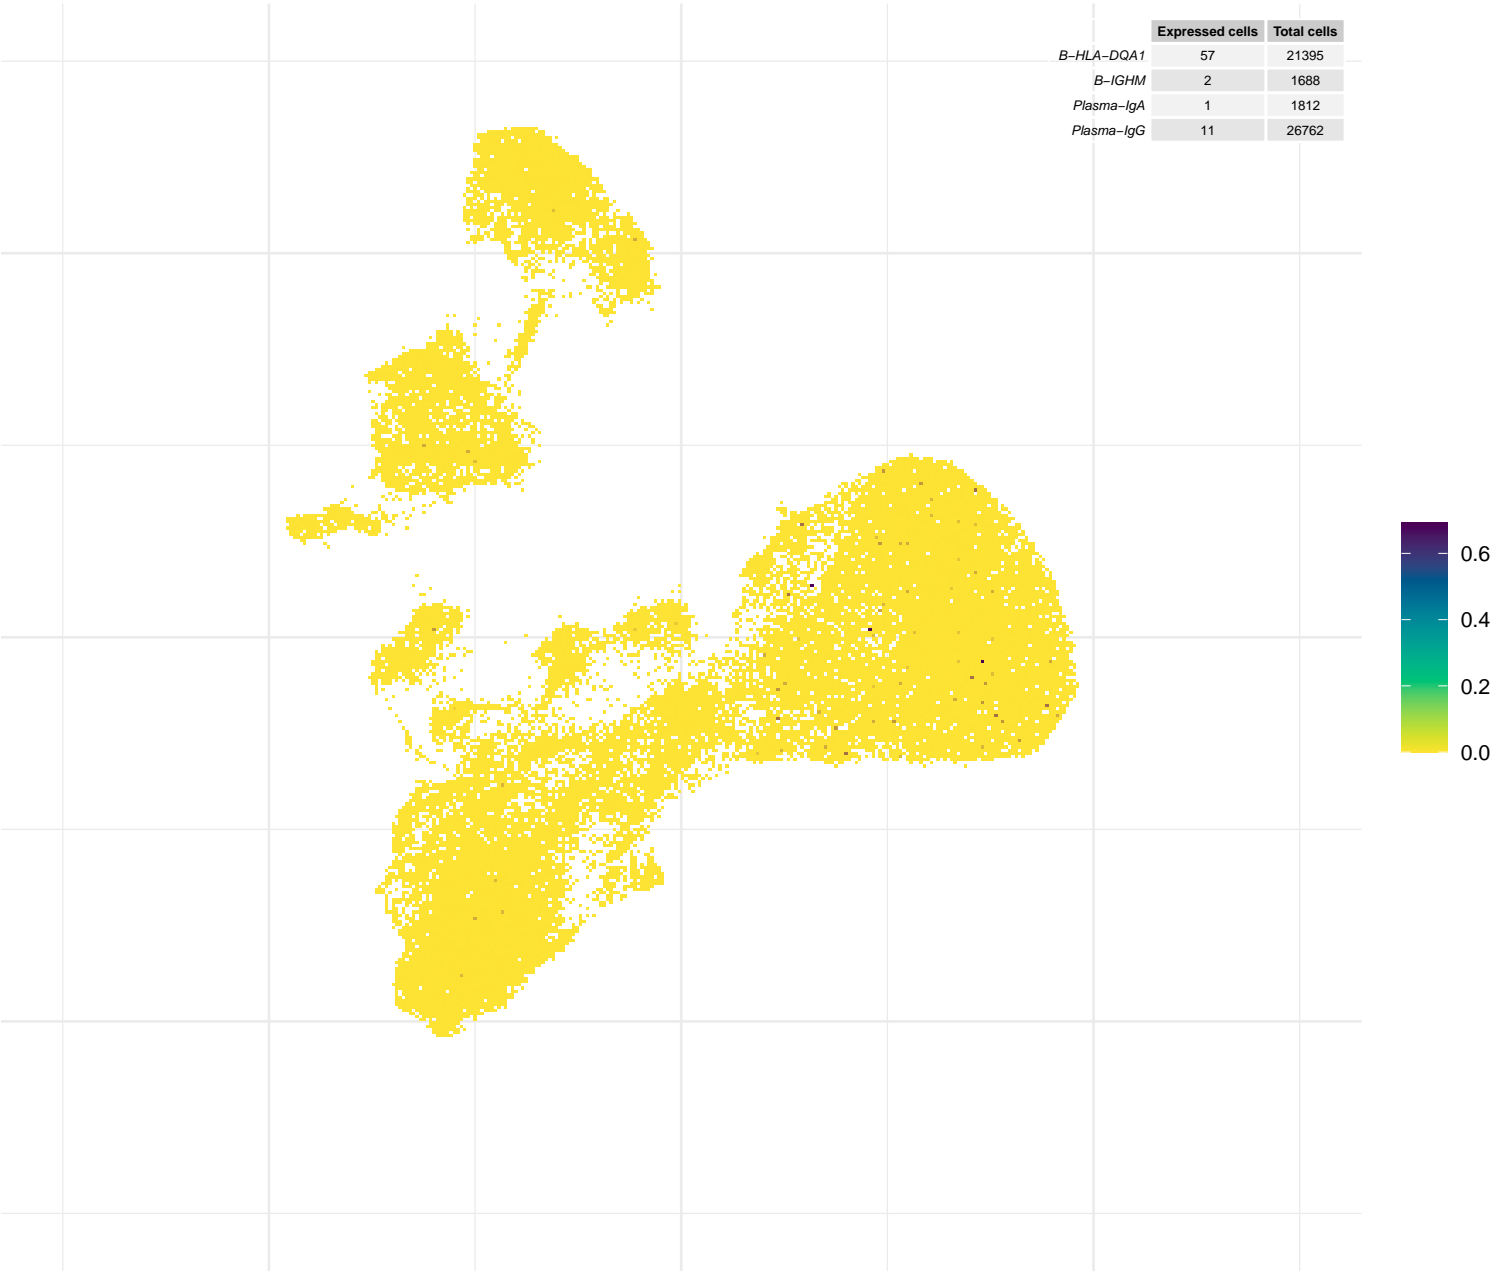 Expressed cells Total cells
B−HLA−DQA1 57 21395
B−IGHM 2 1688
Plasma−IgA 1 1812
Plasma−IgG 11 26762
0.6
0.4
0.2
0.0